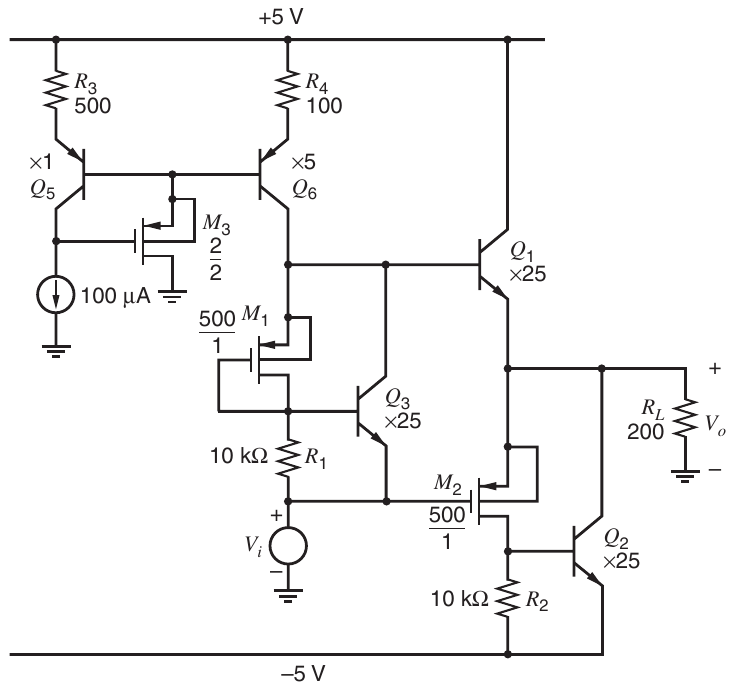 +5 V
R3
500
R4
100
×1
Q5
×5
Q6
M3
2
2
100 μA
Q1
×25
500
1
M1
Q3
×25
10 kΩ
R1
RL
200
+
Vo
–
M2
500
1
+
Vi
–
Q2
×25
10 kΩ
R2
–5 V